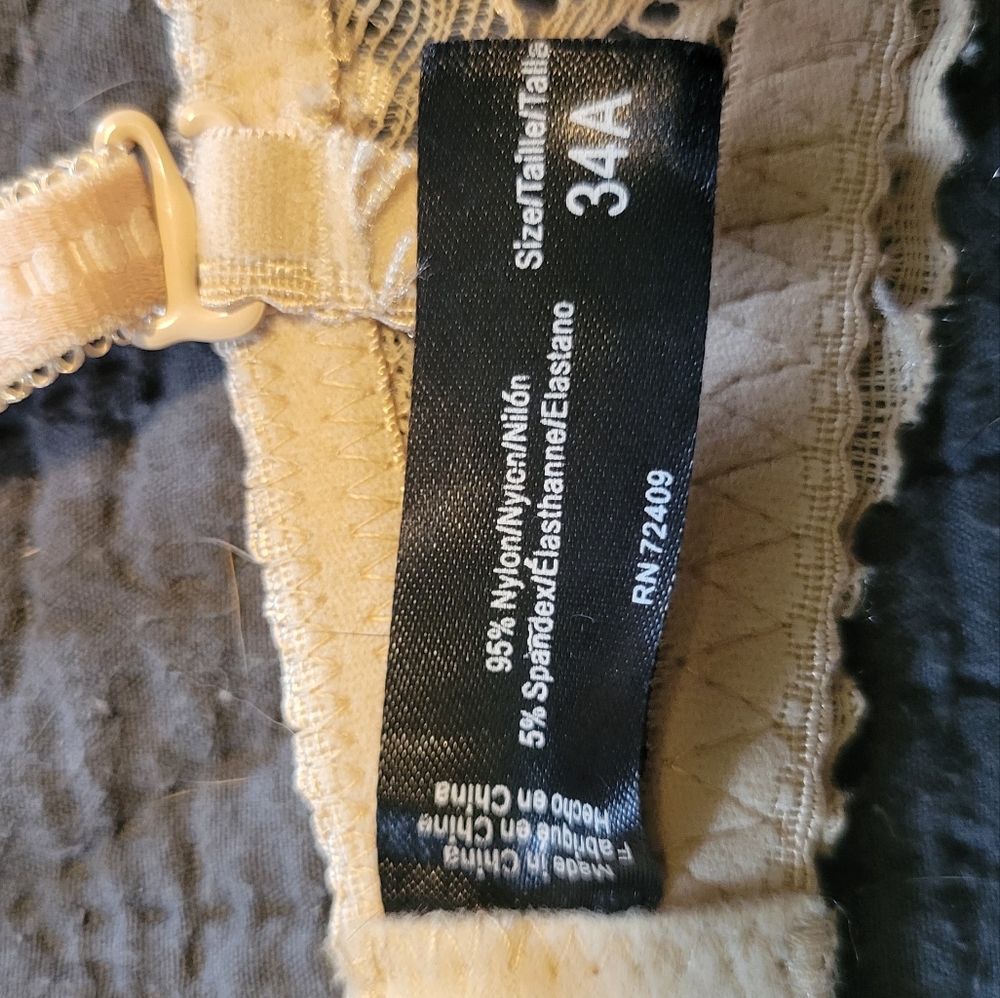 Size/Taille/Talla
34A
95% Nylon/Nylon/Nilón
5% Spandex/Élasthanne/Elastano
RN 72409
Made in China
Fabriqué en China
Hecho en China